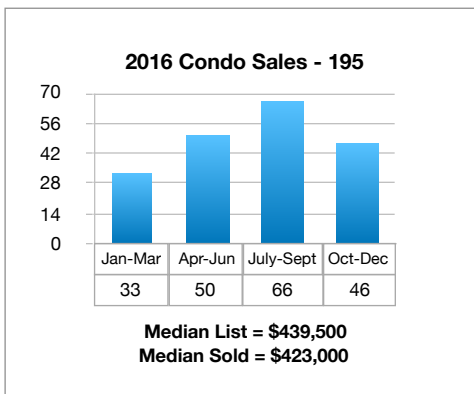 2016 Condo Sales - 195
70
56
42
28
14
0
Jan-Mar Apr-Jun July-Sept Oct-Dec
33 50 66 46
Median List = $439,500
Median Sold = $423,000